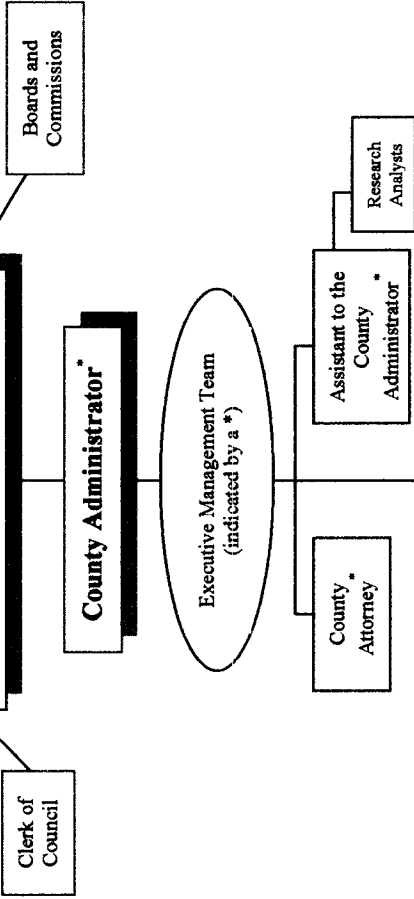 Clerk of
Council
Boards and
Commissions
County Administrator*
Executive Management Team
(indicated by a *)
County *
Attorney
Assistant to the
County *
Administrator
Research
Analysts